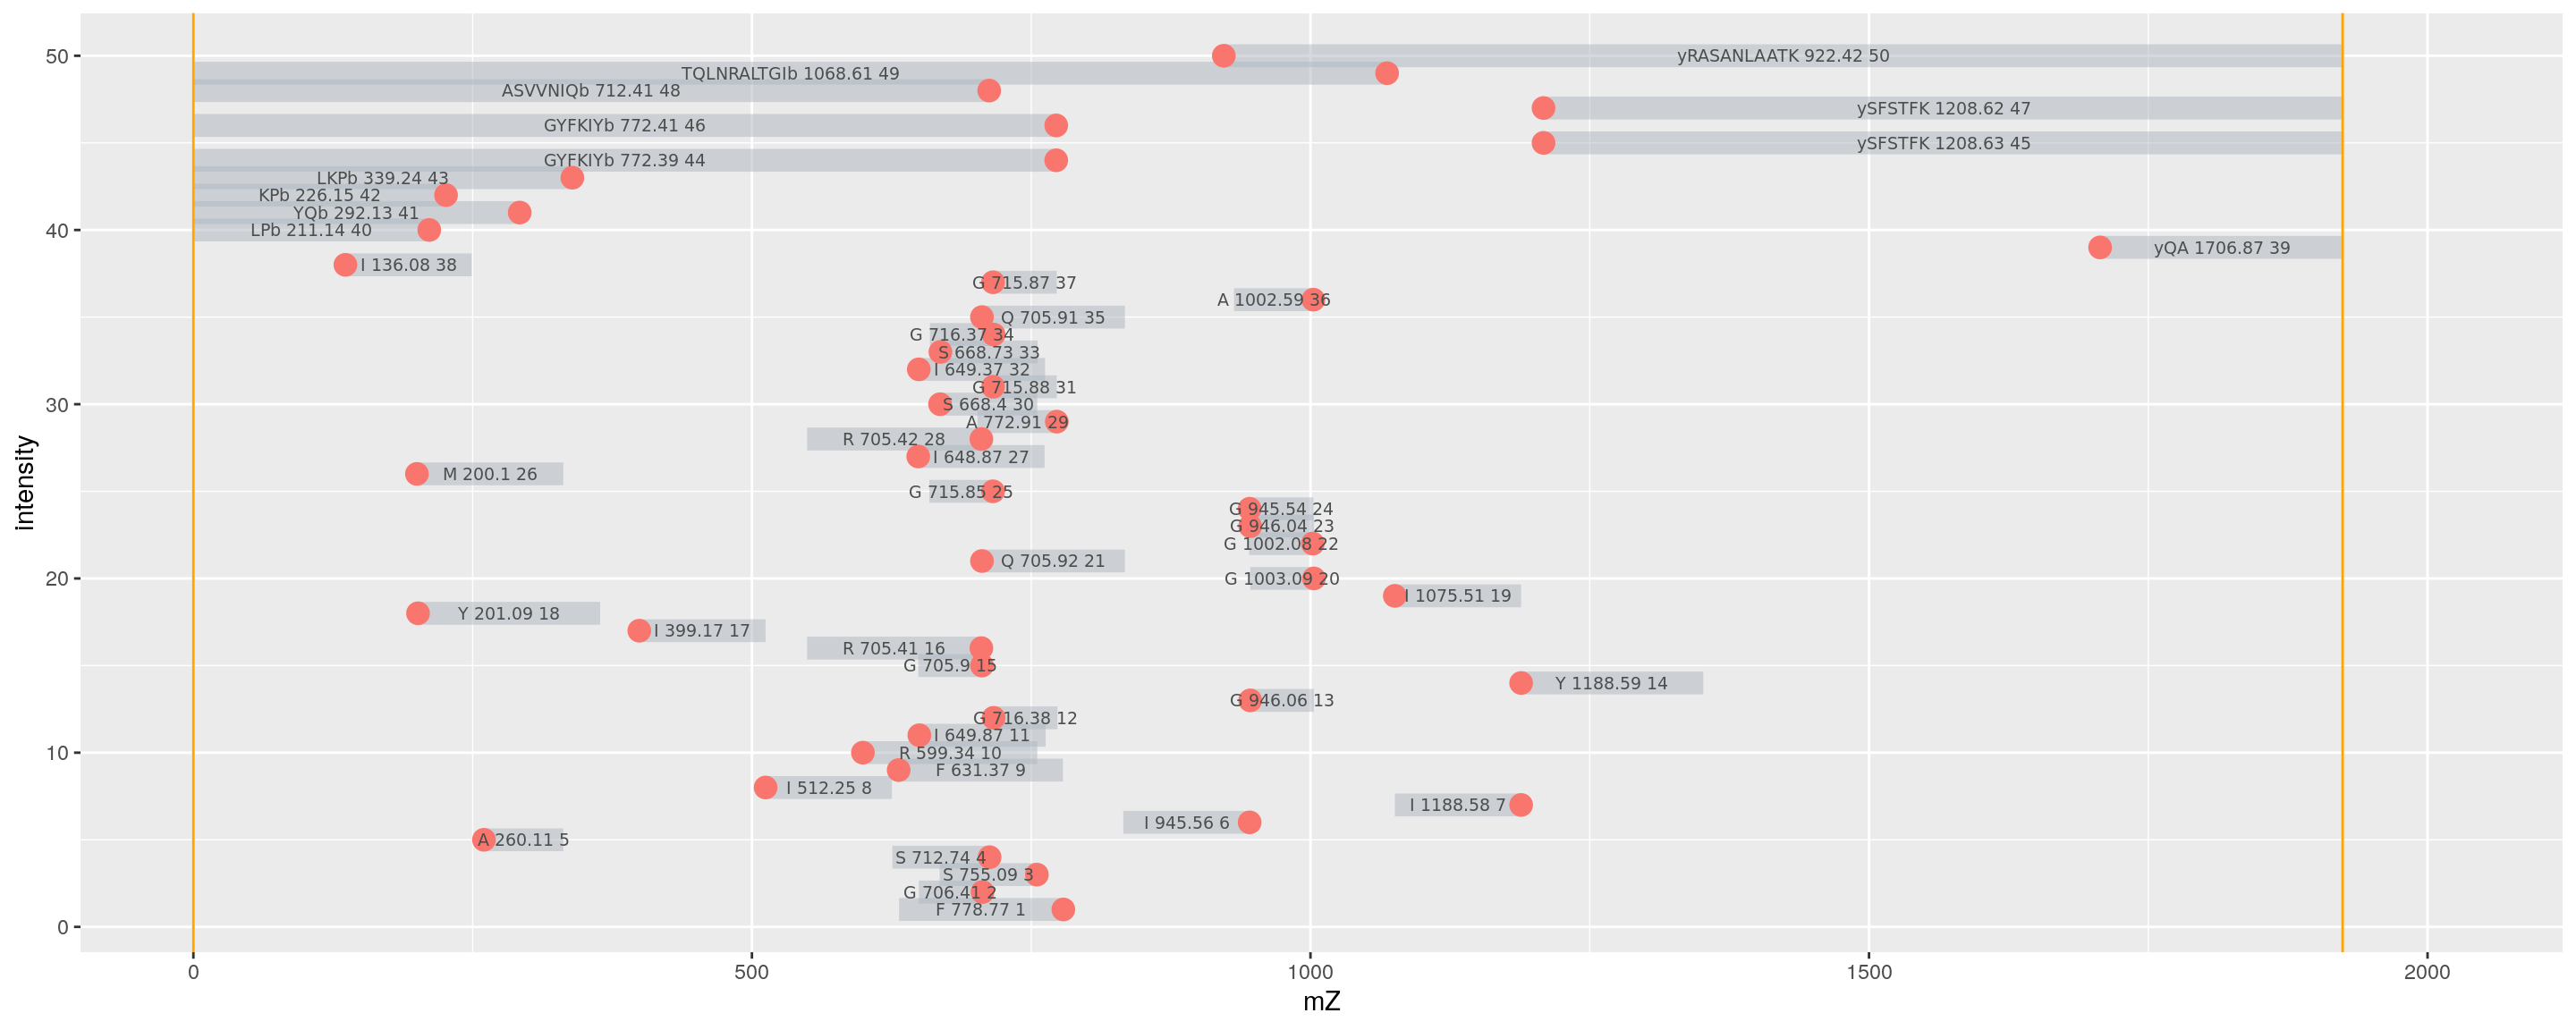 50
yRASANLAATK 922.42 50
TQLNRALTGIb 1068.61 49
ASVVNIQb 712.41 48
ySFSTFK 1208.62 47
GYFKIYb 772.41 46
ySFSTFK 1208.63 45
GYFKIYb 772.39 44
LKPb 339.24 43
KPb 226.15 42
YQb 292.13 41
40
LPb 211.14 40
yQA 1706.87 39
I 136.08 38
G 715.87 37
A 1002.59 36
Q 705.91 35
G 716.37 34
S 668.73 33
I 649.37 32
G 715.88 31
30
S 668.4 30
A 772.91 29
R 705.42 28
I 648.87 27
M 200.1 26
G 715.85 25
G 945.54 24
G 946.04 23
G 1002.08 22
Q 705.92 21
20
G 1003.09 20
I 1075.51 19
Y 201.09 18
I 399.17 17
R 705.41 16
G 705.9 15
Y 1188.59 14
G 946.06 13
G 716.38 12
I 649.87 11
10
R 599.34 10
F 631.37 9
I 512.25 8
I 1188.58 7
I 945.56 6
A 260.11 5
S 712.74 4
S 755.09 3
G 706.41 2
F 778.77 1
0
intensity
0 500 1000 1500 2000
mZ